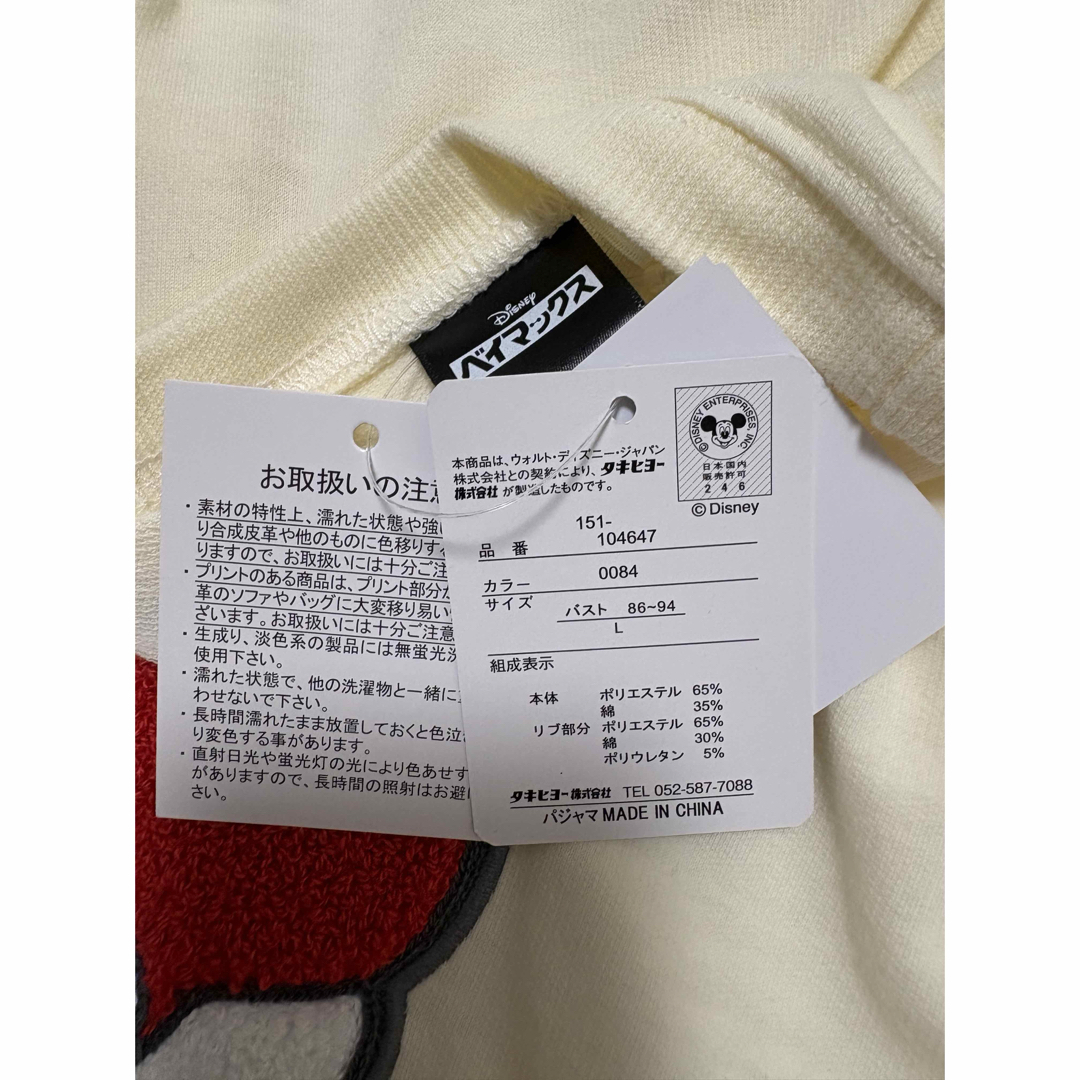 Disney
ベイマックス
お取扱いの注
・素材の特性上、濡れた状態や強
り合成皮革や他のものに色移りす
りますので、お取扱いには十分ご注
・プリントのある商品は、プリント部分
革のソファやバッグに大変移り易い
ざいます。お取扱いには十分ご注意
・生成り、淡色系の製品には無蛍光洗
使用下さい。
・濡れた状態で、他の洗濯物と一緒に
わせないで下さい。
・長時間濡れたまま放置しておくと色泣
り変色する事があります。
・直射日光や蛍光灯の光により色あせす
がありますので、長時間の照射はお避け
さい。
本商品は、ウォルト・ディズニー・ジャパン
株式会社との契約により、タキヒヨー
株式会社が製造したものです。
©DISNEY ENTERPRISES, INC.
日本国内
販売許可
246
©Disney
品番 151-
104647
カラー 0084
サイズ バスト 86~94
L
組成表示
本体 ポリエステル 65%
綿 35%
リブ部分 ポリエステル 65%
綿 30%
ポリウレタン 5%
タキヒヨー株式会社 TEL 052-587-7088
パジャマ MADE IN CHINA